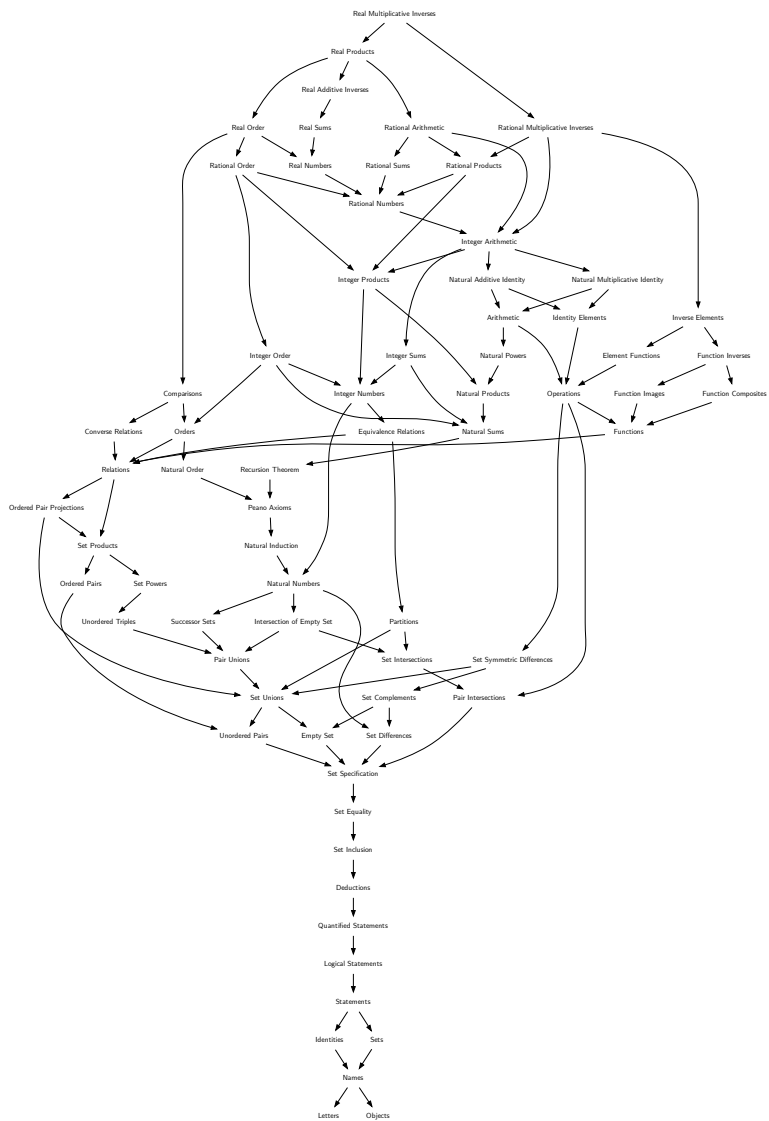 Real Multiplicative Inverses
Real Products
Real Additive Inverses
Real Order
Real Sums
Rational Arithmetic
Rational Multiplicative Inverses
Rational Order
Real Numbers
Rational Sums
Rational Products
Rational Numbers
Integer Arithmetic
Integer Products
Natural Additive Identity
Natural Multiplicative Identity
Arithmetic
Identity Elements
Inverse Elements
Integer Order
Integer Sums
Natural Powers
Element Functions
Function Inverses
Comparisons
Integer Numbers
Natural Products
Operations
Function Images
Function Composites
Converse Relations
Orders
Equivalence Relations
Natural Sums
Functions
Relations
Natural Order
Recursion Theorem
Ordered Pair Projections
Peano Axioms
Set Products
Natural Induction
Ordered Pairs
Set Powers
Natural Numbers
Unordered Triples
Successor Sets
Intersection of Empty Set
Partitions
Pair Unions
Set Intersections
Set Symmetric Differences
Set Unions
Set Complements
Pair Intersections
Unordered Pairs
Empty Set
Set Differences
Set Specification
Set Equality
Set Inclusion
Deductions
Quantified Statements
Logical Statements
Statements
Identities
Sets
Names
Letters
Objects